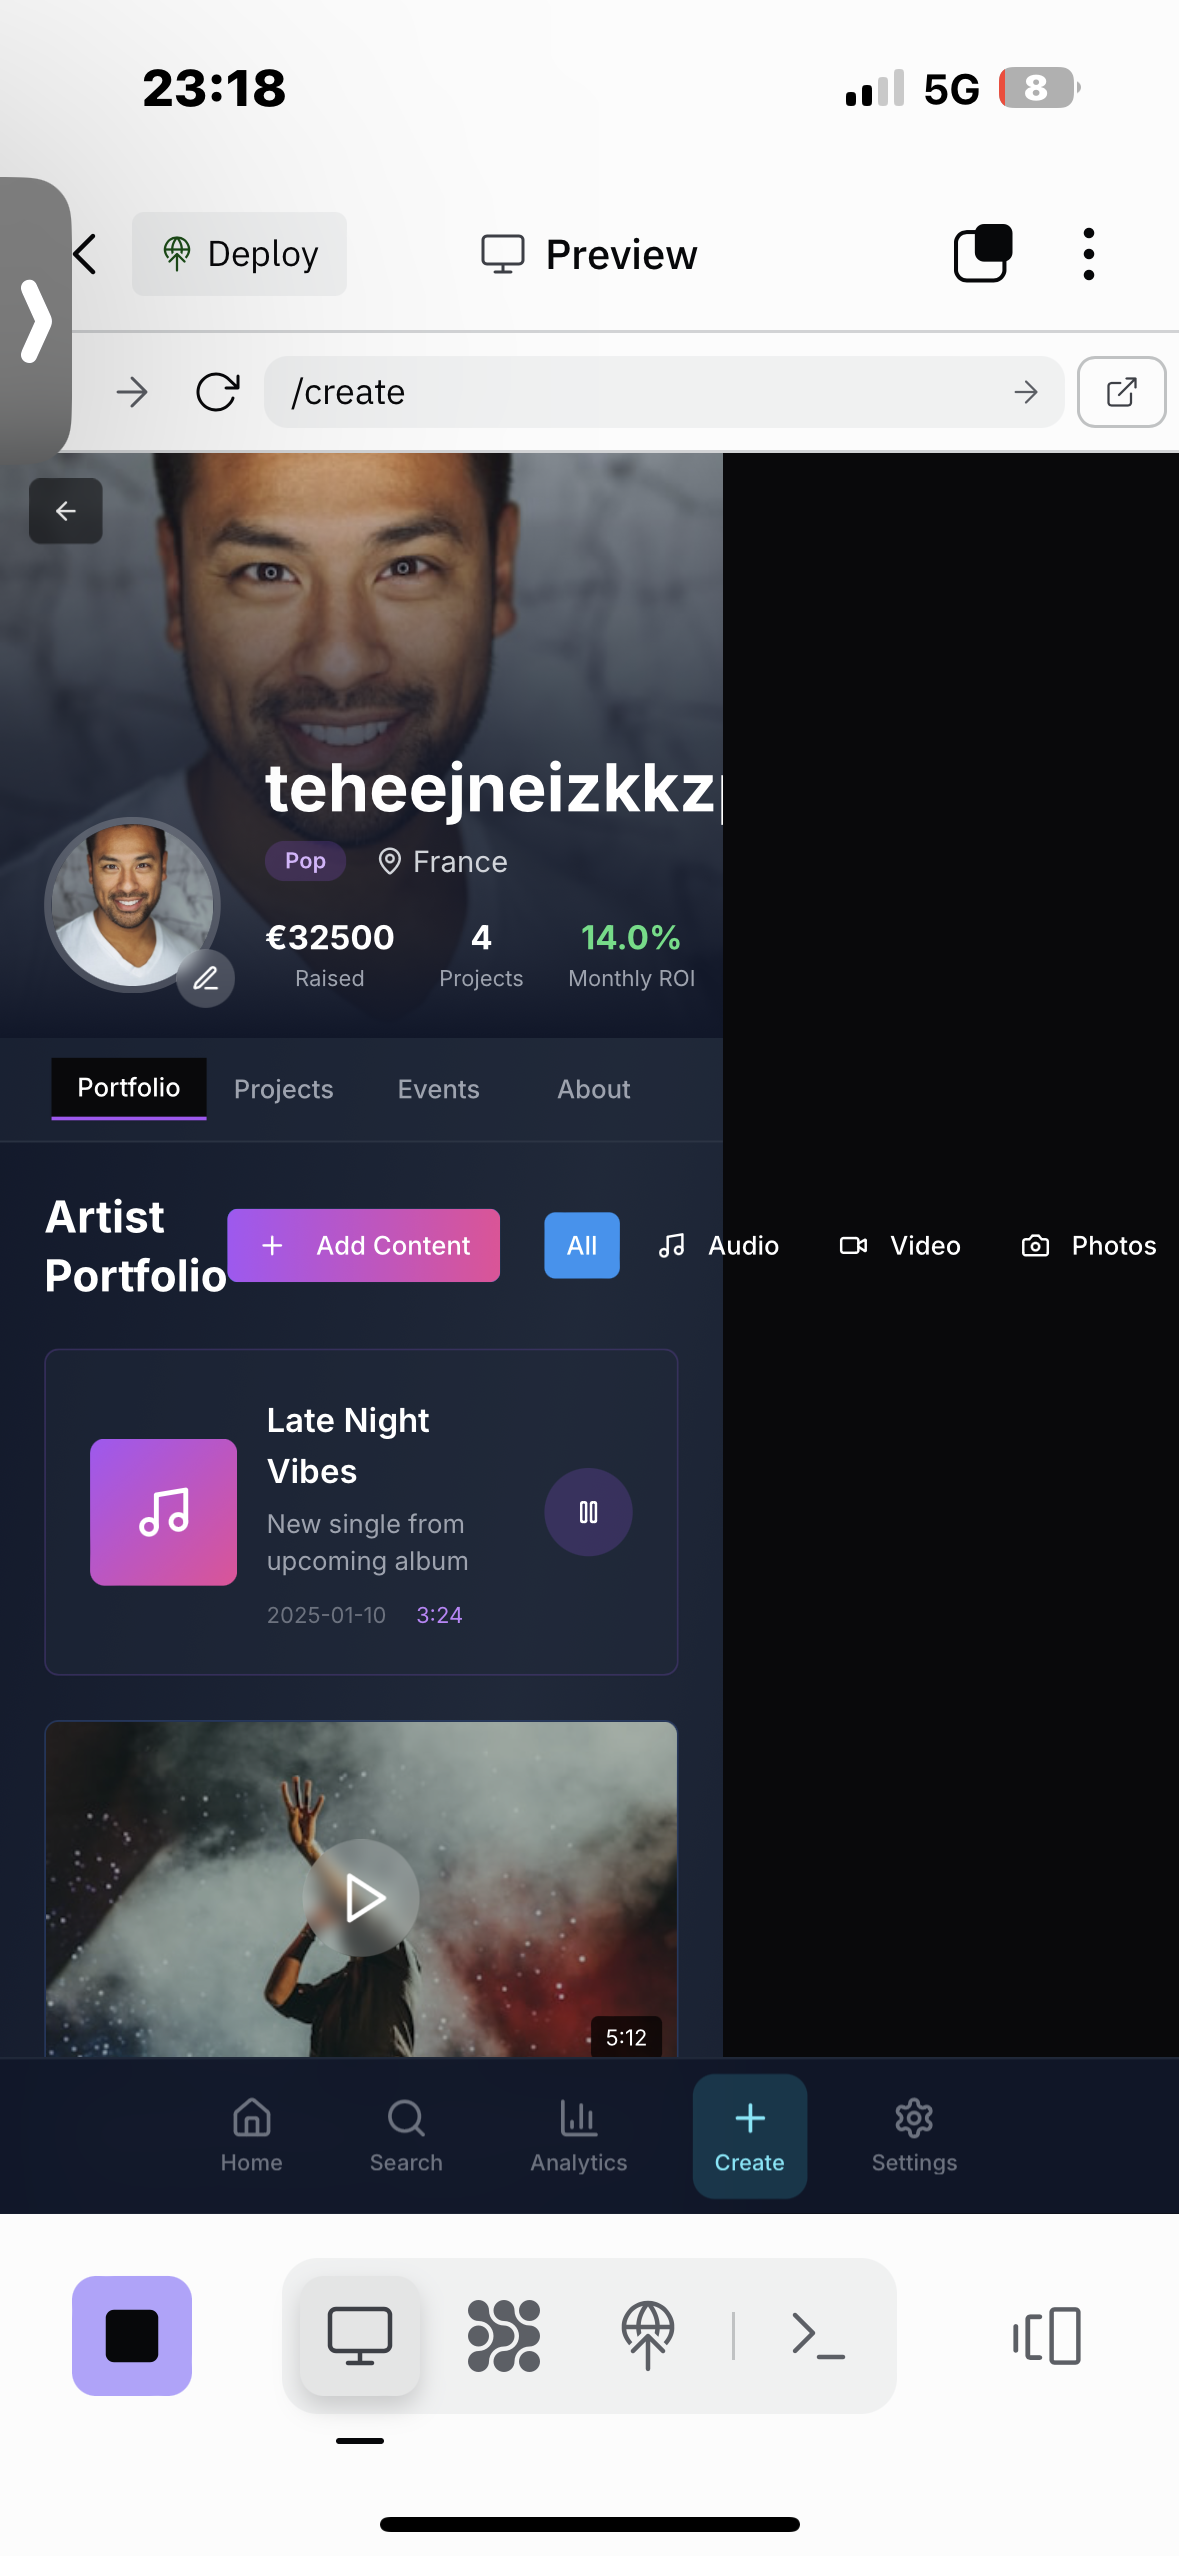 23:18
5G
8
Deploy
Preview
/create
teheejneizkkz
Pop
France
€32500
4
14.0%
Raised
Projects
Monthly ROI
Portfolio
Projects
Events
About
Artist
Portfolio
Add Content
All
Audio
Video
Photos
Late Night
Vibes
New single from
upcoming album
2025-01-10
3:24
5:12
Home
Search
Analytics
Create
Settings